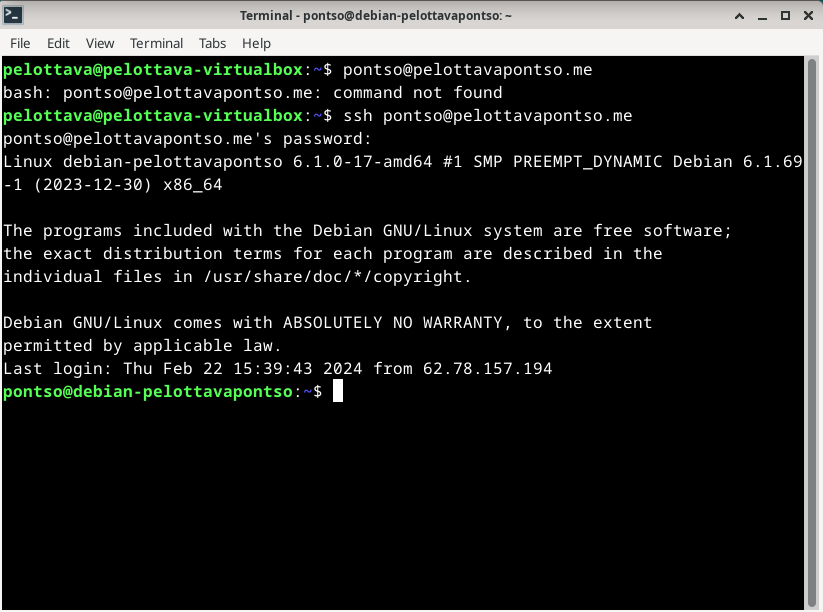 Terminal - pontso@debian-pelottavapontso: ~
File Edit View Terminal Tabs Help
pelottava@pelottava-virtualbox:~$ pontso@pelottavapontso.me
bash: pontso@pelottavapontso.me: command not found
pelottava@pelottava-virtualbox:~$ ssh pontso@pelottavapontso.me
pontso@pelottavapontso.me's password:
Linux debian-pelottavapontso 6.1.0-17-amd64 #1 SMP PREEMPT_DYNAMIC Debian 6.1.69
-1 (2023-12-30) x86_64
The programs included with the Debian GNU/Linux system are free software;
the exact distribution terms for each program are described in the
individual files in /usr/share/doc/*/copyright.
Debian GNU/Linux comes with ABSOLUTELY NO WARRANTY, to the extent
permitted by applicable law.
Last login: Thu Feb 22 15:39:43 2024 from 62.78.157.194
pontso@debian-pelottavapontso:~$